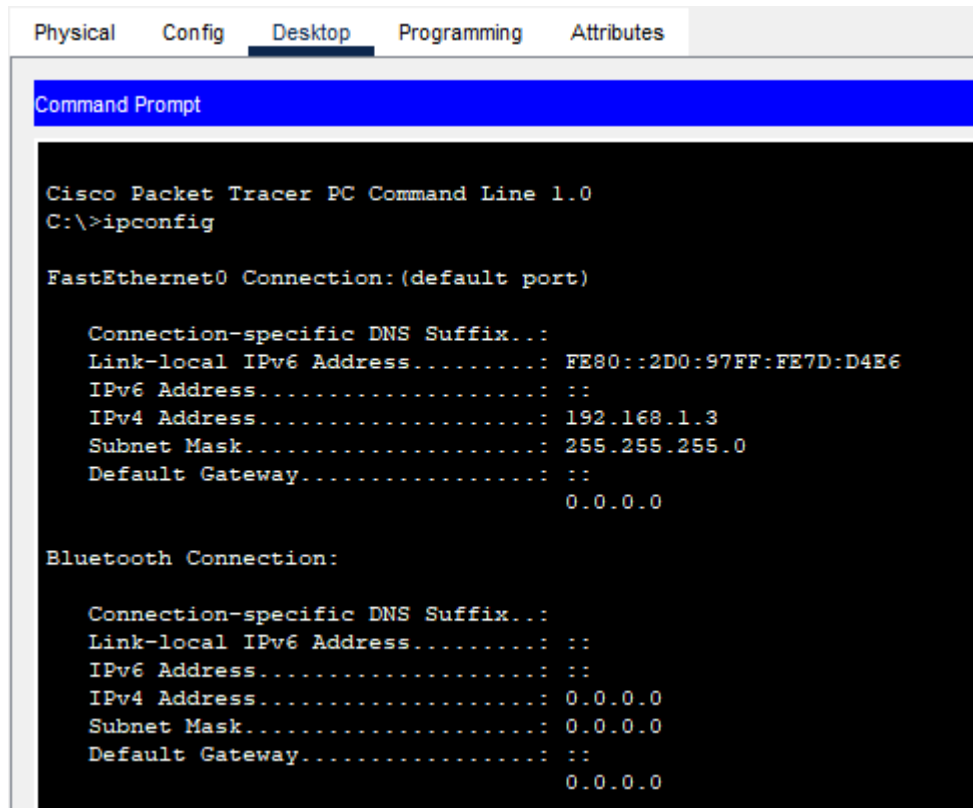 Physical Config Desktop Programming Attributes
Command Prompt
Cisco Packet Tracer PC Command Line 1.0
C:\>ipconfig
FastEthernet0 Connection:(default port)
Connection-specific DNS Suffix..:
Link-local IPv6 Address.........: FE80::2D0:97FF:FE7D:D4E6
IPv6 Address....................: ::
IPv4 Address....................: 192.168.1.3
Subnet Mask.....................: 255.255.255.0
Default Gateway.................: ::
0.0.0.0
Bluetooth Connection:
Connection-specific DNS Suffix..:
Link-local IPv6 Address.........: ::
IPv6 Address....................: ::
IPv4 Address....................: 0.0.0.0
Subnet Mask.....................: 0.0.0.0
Default Gateway.................: ::
0.0.0.0